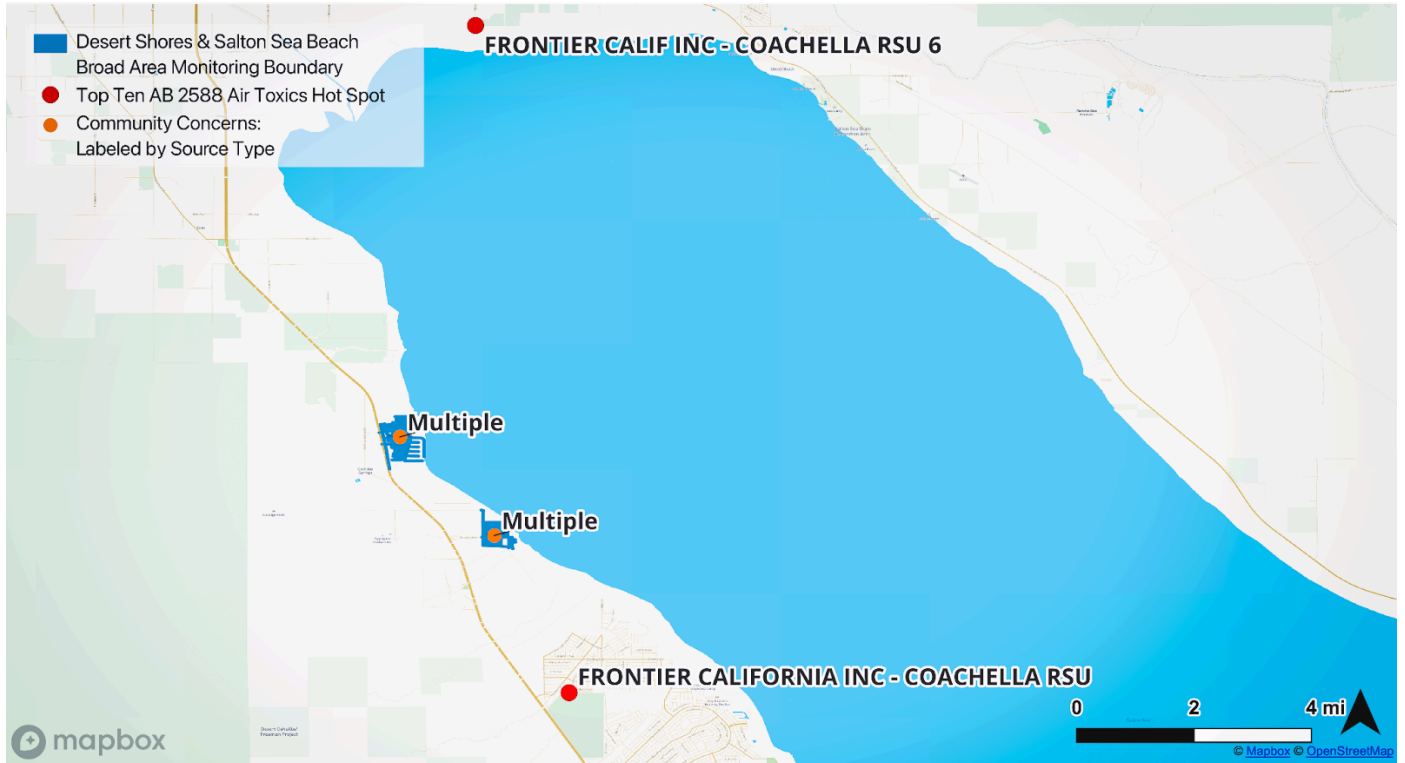 Desert Shores & Salton Sea Beach
Broad Area Monitoring Boundary
Top Ten AB 2588 Air Toxics Hot Spot
Community Concerns:
Labeled by Source Type
FRONTIER CALIF INC - COACHELLA RSU 6
Multiple
Multiple
FRONTIER CALIFORNIA INC - COACHELLA RSU
0 2 4 mi
mapbox
© Mapbox © OpenStreetMap